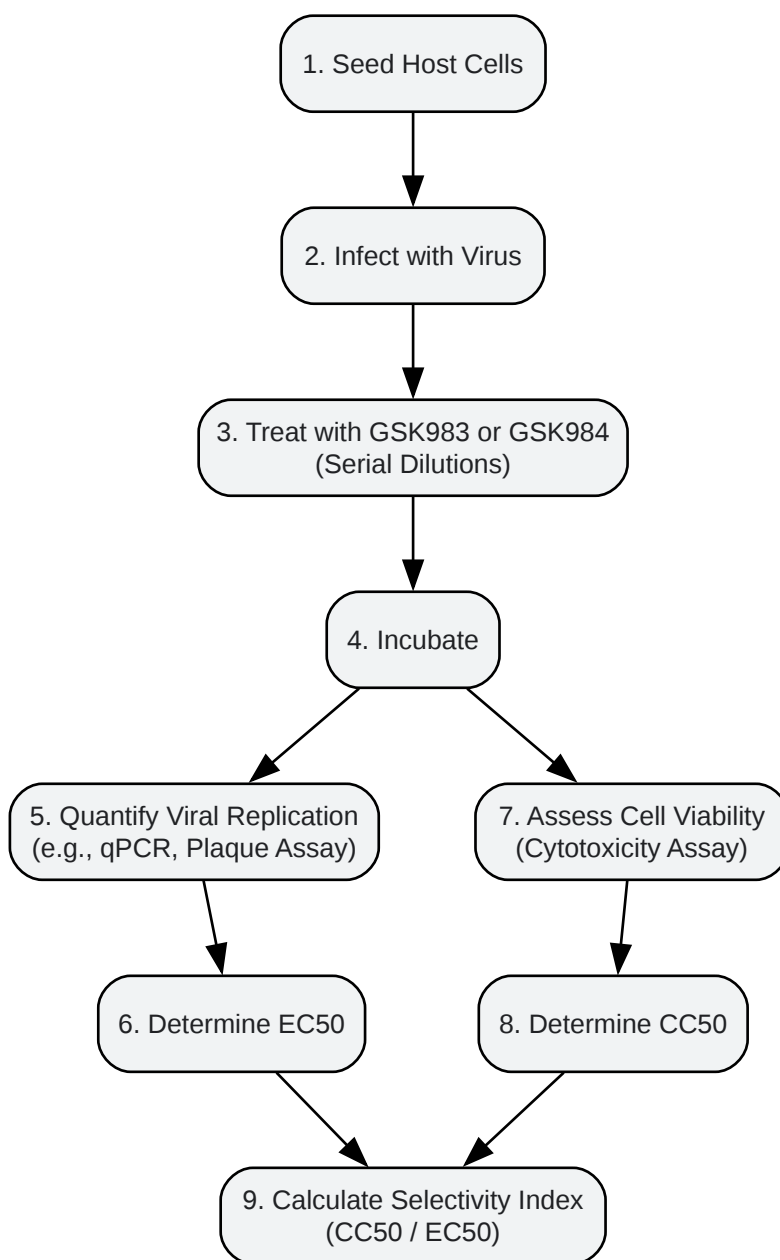 1. Seed Host Cells
2. Infect with Virus
3. Treat with GSK983 or GSK984
(Serial Dilutions)
4. Incubate
5. Quantify Viral Replication
(e.g., qPCR, Plaque Assay)
7. Assess Cell Viability
(Cytotoxicity Assay)
6. Determine EC50
8. Determine CC50
9. Calculate Selectivity Index
(CC50 / EC50)